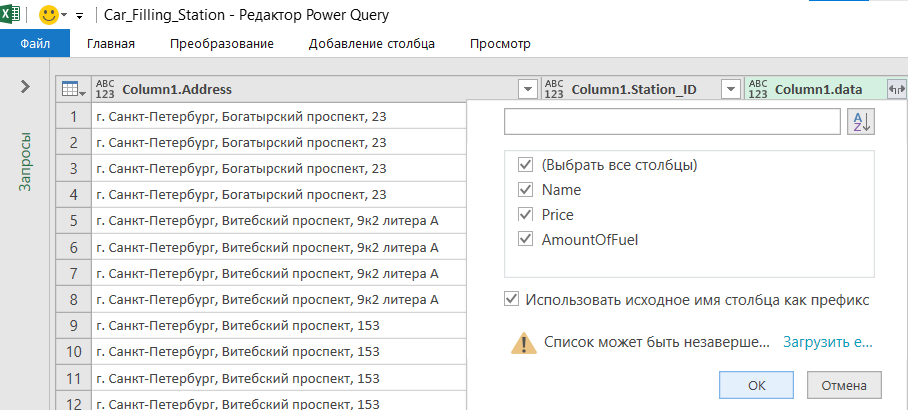 Car_Filling_Station - Редактор Power Query
Файл Главная Преобразование Добавление столбца Просмотр
Запросы
ABC 123 Column1.Address ABC 123 Column1.Station_ID ABC 123 Column1.data
1 г. Санкт-Петербург, Богатырский проспект, 23
2 г. Санкт-Петербург, Богатырский проспект, 23
3 г. Санкт-Петербург, Богатырский проспект, 23
4 г. Санкт-Петербург, Богатырский проспект, 23
5 г. Санкт-Петербург, Витебский проспект, 9к2 литера А
6 г. Санкт-Петербург, Витебский проспект, 9к2 литера А
7 г. Санкт-Петербург, Витебский проспект, 9к2 литера А
8 г. Санкт-Петербург, Витебский проспект, 9к2 литера А
9 г. Санкт-Петербург, Витебский проспект, 153
10 г. Санкт-Петербург, Витебский проспект, 153
11 г. Санкт-Петербург, Витебский проспект, 153
12 г. Санкт-Петербург, Витебский проспект, 153
AZ
(Выбрать все столбцы)
Name
Price
AmountOfFuel
Использовать исходное имя столбца как префикс
Список может быть незаверше... Загрузить е...
ОК Отмена